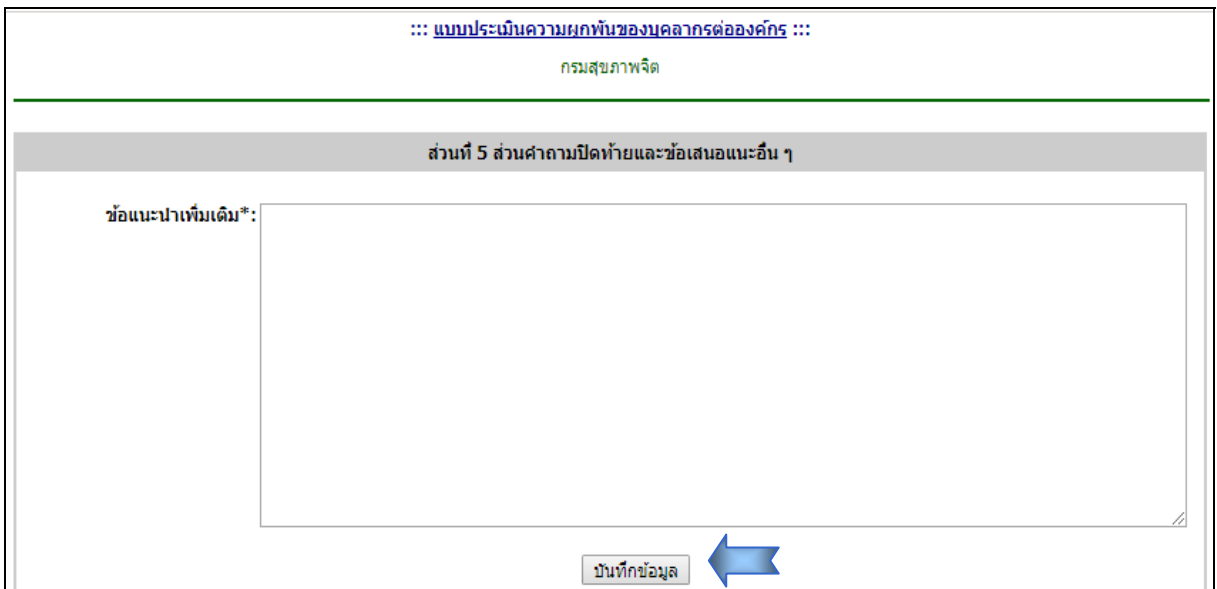 ::: แบบประเมินความผูกพันของบุคลากรต่อองค์กร :::
กรมสุขภาพจิต
ส่วนที่ 5 ส่วนคำถามปิดท้ายและข้อเสนอแนะอื่น ๆ
ข้อแนะนำเพิ่มเติม*:
บันทึกข้อมูล